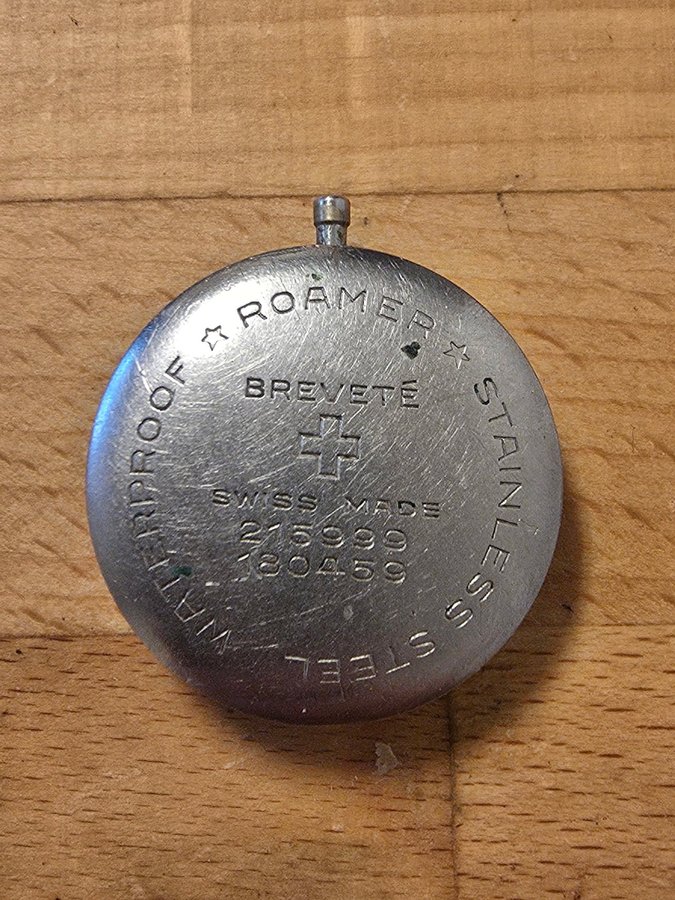 ☆ ROAMER ☆
STAINLESS STEEL
WATERPROOF
BREVETÉ
SWISS MADE
215999
180459